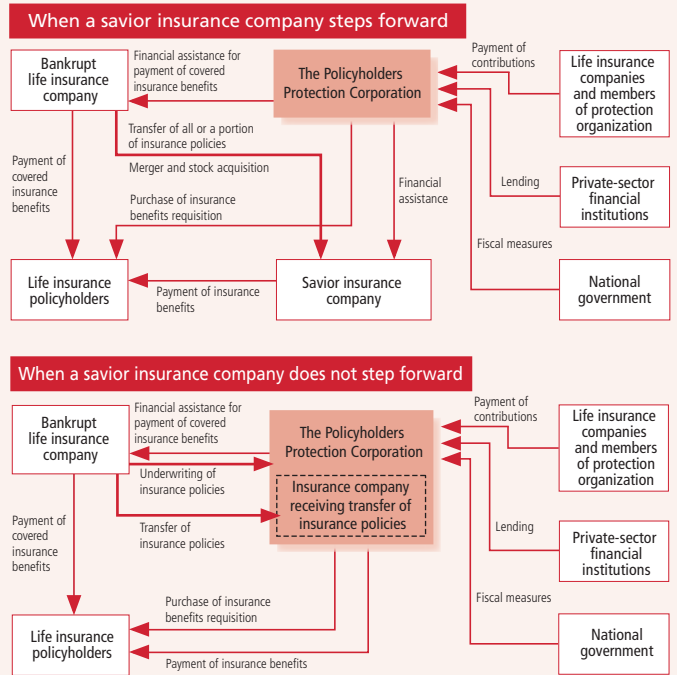 When a savior insurance company steps forward
Bankrupt
life insurance
company
Financial assistance for
payment of covered
insurance benefits
The Policyholders
Protection Corporation
Payment of
contributions
Life insurance
companies
and members
of protection
organization
Transfer of all or a portion
of insurance policies
Merger and stock acquisition
Payment of
covered
insurance
benefits
Purchase of insurance
benefits requisition
Financial
assistance
Lending
Private-sector
financial
institutions
Fiscal measures
Life insurance
policyholders
Payment of insurance
benefits
Savior insurance
company
National
government
When a savior insurance company does not step forward
Bankrupt
life insurance
company
Financial assistance for
payment of covered
insurance benefits
The Policyholders
Protection Corporation
Payment of
contributions
Life insurance
companies
and members
of protection
organization
Underwriting of
insurance policies
Insurance company
receiving transfer of
insurance policies
Payment of
covered
insurance
benefits
Transfer of
insurance policies
Lending
Private-sector
financial
institutions
Purchase of insurance
benefits requisition
Fiscal measures
Life insurance
policyholders
Payment of insurance benefits
National
government